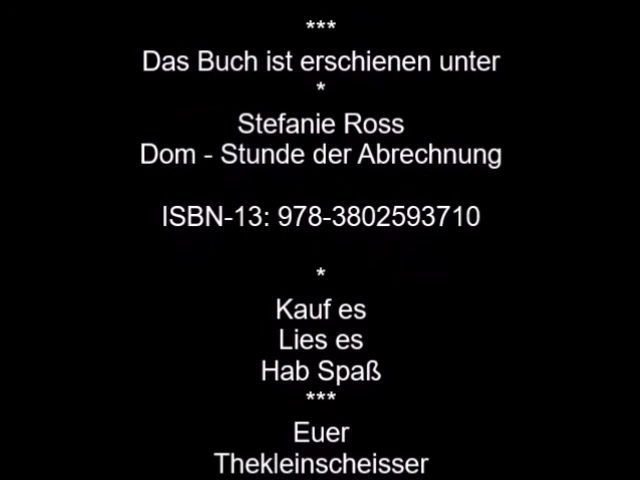 ***
Das Buch ist erschienen unter
*
Stefanie Ross
Dom - Stunde der Abrechnung
ISBN-13: 978-3802593710
*
Kauf es
Lies es
Hab Spaß
***
Euer
Thekleinscheisser